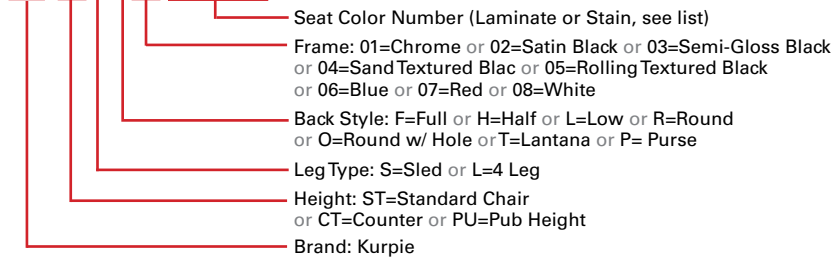 Seat Color Number (Laminate or Stain, see list)
Frame: 01=Chrome or 02=Satin Black or 03=Semi-Gloss Black
or 04=Sand Textured Blac or 05=Rolling Textured Black
or 06=Blue or 07=Red or 08=White
Back Style: F=Full or H=Half or L=Low or R=Round
or O=Round w/ Hole or T=Lantana or P= Purse
Leg Type: S=Sled or L=4 Leg
Height: ST=Standard Chair
or CT=Counter or PU=Pub Height
Brand: Kurpie